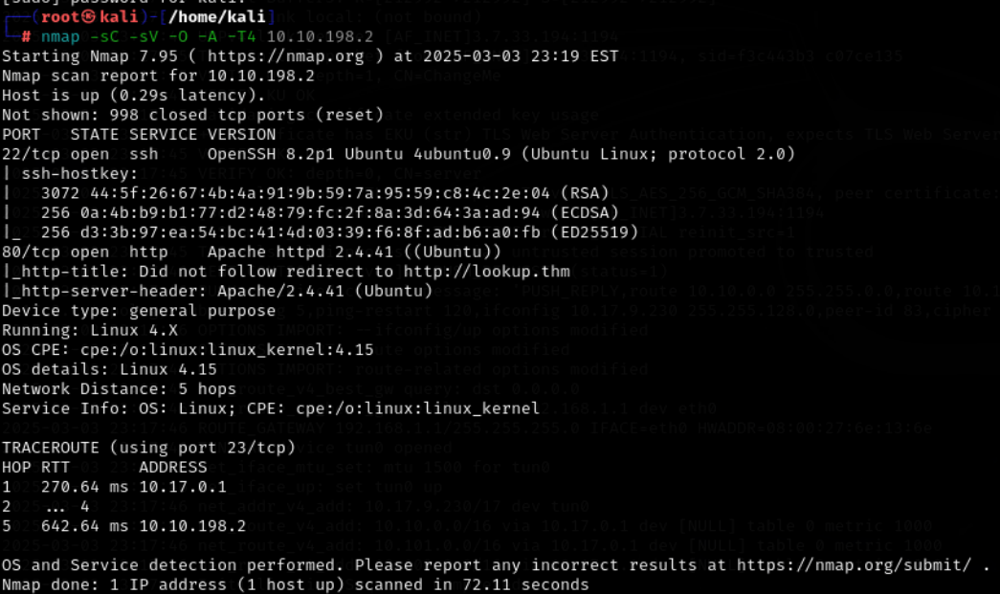 [sudo] password for kali:
(root㉿kali)-[/home/kali]
# nmap -sC -sV -O -A -T4 10.10.198.2
Starting Nmap 7.95 ( https://nmap.org ) at 2025-03-03 23:19 EST
Nmap scan report for 10.10.198.2
Host is up (0.29s latency).
Not shown: 998 closed tcp ports (reset)
PORT   STATE SERVICE VERSION
22/tcp open  ssh     OpenSSH 8.2p1 Ubuntu 4ubuntu0.9 (Ubuntu Linux; protocol 2.0)
| ssh-hostkey:
|   3072 44:5f:26:67:4b:4a:91:9b:59:7a:95:59:c8:4c:2e:04 (RSA)
|   256 0a:4b:b9:b1:77:d2:48:79:fc:2f:8a:3d:64:3a:ad:94 (ECDSA)
|_  256 d3:3b:97:ea:54:bc:41:4d:03:39:f6:8f:ad:b6:a0:fb (ED25519)
80/tcp open  http    Apache httpd 2.4.41 ((Ubuntu))
|_http-title: Did not follow redirect to http://lookup.thm
|_http-server-header: Apache/2.4.41 (Ubuntu)
Device type: general purpose
Running: Linux 4.X
OS CPE: cpe:/o:linux:linux_kernel:4.15
OS details: Linux 4.15
Network Distance: 5 hops
Service Info: OS: Linux; CPE: cpe:/o:linux:linux_kernel
TRACEROUTE (using port 23/tcp)
HOP RTT       ADDRESS
1   270.64 ms 10.17.0.1
2   ... 4
5   642.64 ms 10.10.198.2
OS and Service detection performed. Please report any incorrect results at https://nmap.org/submit/ .
Nmap done: 1 IP address (1 host up) scanned in 72.11 seconds